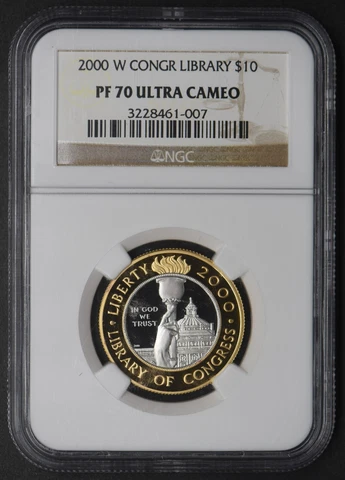 2000 W CONGR LIBRARY $10
PF 70 ULTRA CAMEO
3228461-007
NGC
LIBERTY 2000
IN GOD
WE
TRUST
LIBRARY OF CONGRESS